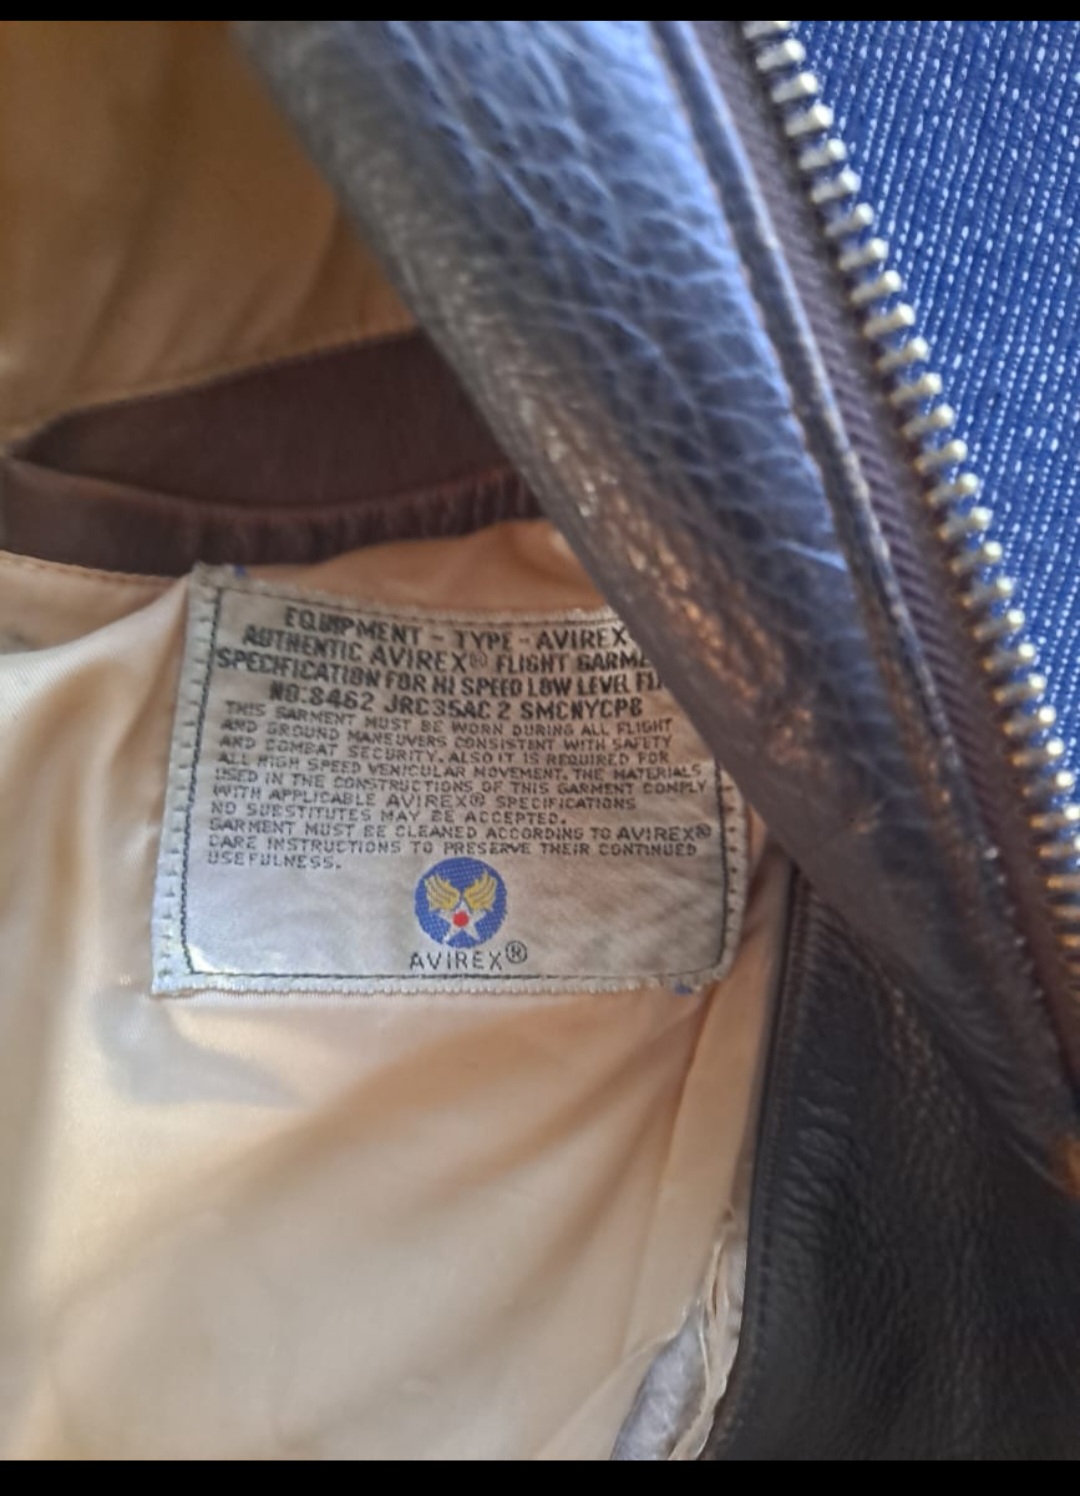 EQUIPMENT - TYPE - AVIREX
AUTHENTIC AVIREX® FLIGHT
SPECIFICATION FOR HI SPEED LOW LEVEL
NO:8462 JRC35AC 2 SMCNYCPB
THIS GARMENT MUST BE WORN DURING ALL FLIGHT
AND GROUND MANEUVERS CONSISTENT WITH SAFETY
AND COMBAT SECURITY. ALSO IT IS REQUIRED FOR
ALL HIGH SPEED VEHICULAR MOVEMENT. THE MATERIALS
USED IN THE CONSTRUCTIONS OF THIS GARMENT COMPLY
WITH APPLICABLE AVIREX® SPECIFICATIONS
NO SUBSTITUTES MAY BE ACCEPTED.
GARMENT MUST BE CLEANED ACCORDING TO AVIREX®
CARE INSTRUCTIONS TO PRESERVE THEIR CONTINUED
USEFULNESS.
AVIREX®